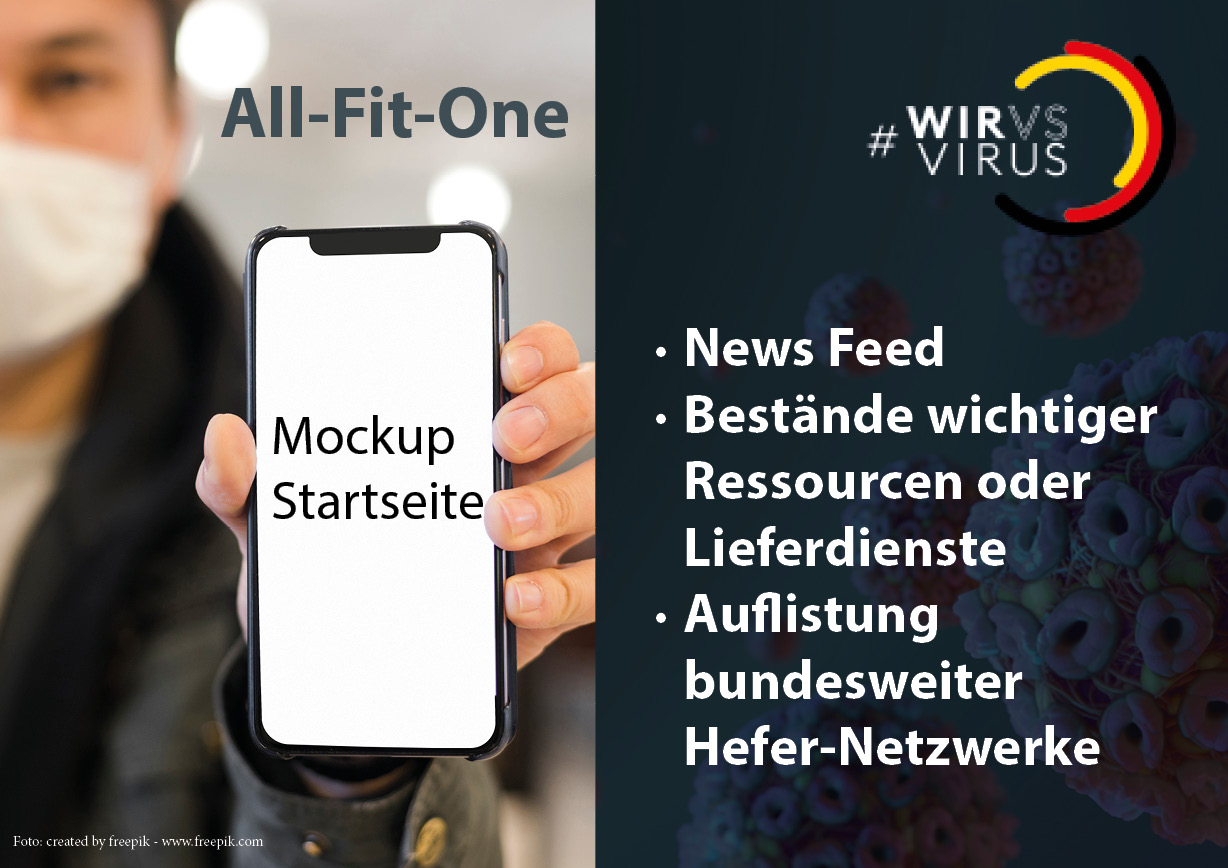 All-Fit-One
Mockup
Startseite
Foto: created by freepik - www.freepik.com
# WIRVS
VIRUS
• News Feed
• Bestände wichtiger
Ressourcen oder
Lieferdienste
• Auflistung
bundesweiter
Hefer-Netzwerke